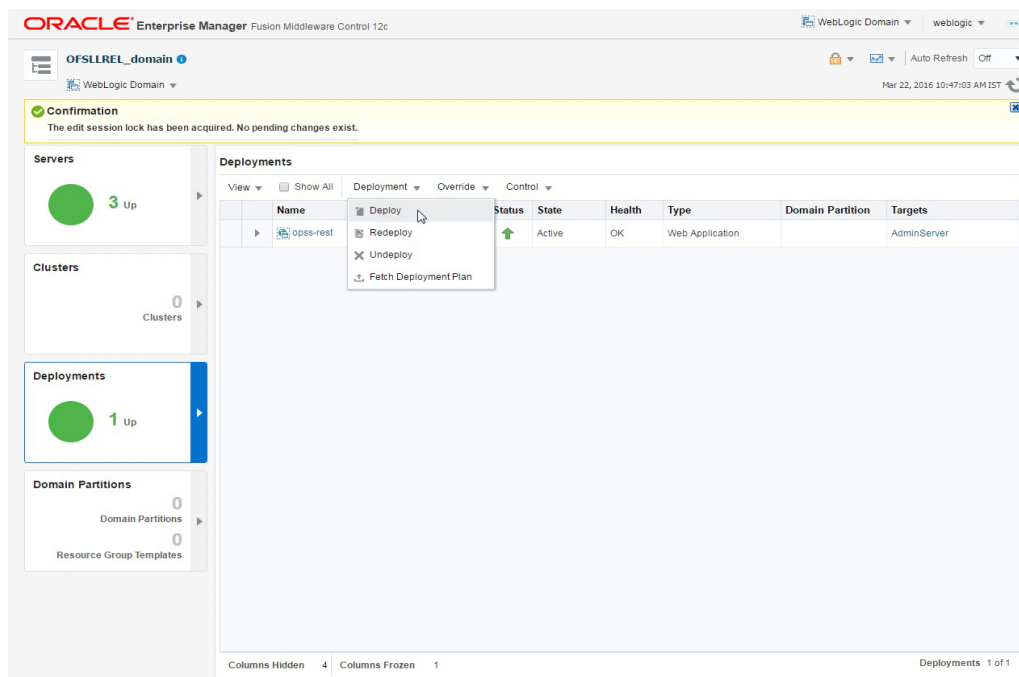 ORACLE Enterprise Manager Fusion Middleware Control 12c
WebLogic Domain
weblogic
OFSLLREL_domain
Auto Refresh Off
WebLogic Domain
Mar 22, 2016 10:47:03 AM IST
Confirmation
The edit session lock has been acquired. No pending changes exist.
Servers
3 Up
Clusters
0
Clusters
Deployments
1 Up
Domain Partitions
0
Domain Partitions
0
Resource Group Templates
Deployments
View Show All Deployment Override Control
Name Status State Health Type Domain Partition Targets
opss-rest Active OK Web Application AdminServer
Deploy
Redeploy
Undeploy
Fetch Deployment Plan
Columns Hidden 4 Columns Frozen 1
Deployments 1 of 1